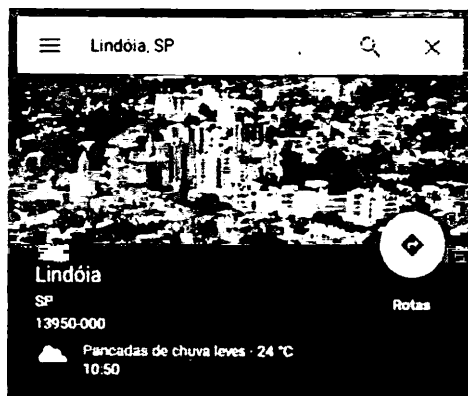 Lindóia, SP
Lindóia
SP
Rotas
13950-000
Pancadas de chuva leves · 24 °C
10:50